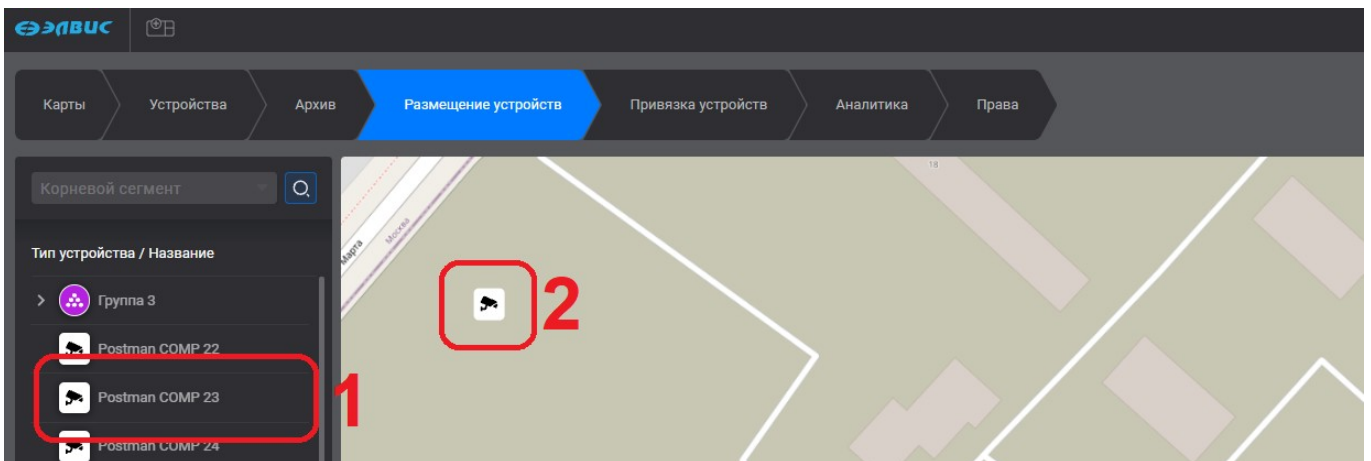 ЭЛВИС
Карты
Устройства
Архив
Размещение устройств
Привязка устройств
Аналитика
Права
Корневой сегмент
Тип устройства / Название
Группа 3
Postman COMP 22
Postman COMP 23
Postman COMP 24
1
2
Марта
Москва
18